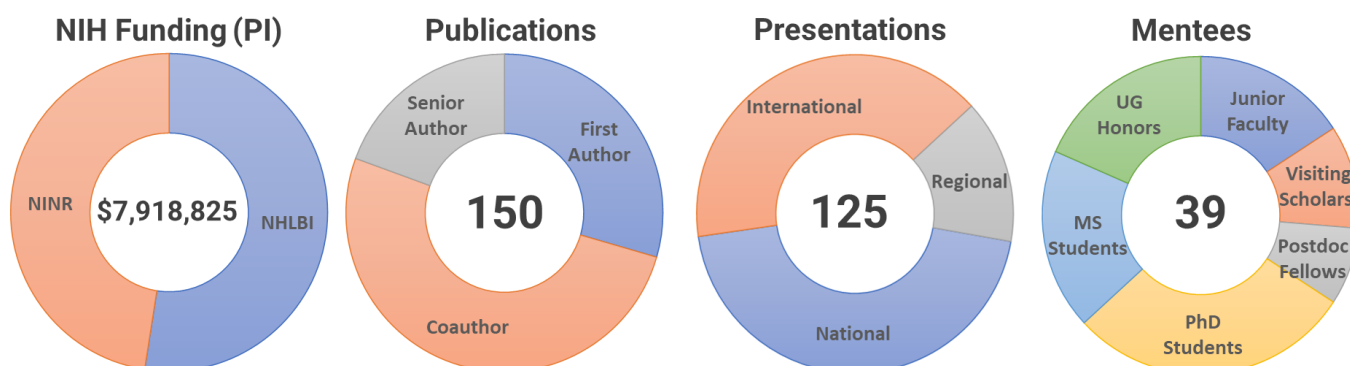 NIH Funding (PI)
NINR
$7,918,825
NHLBI
Publications
Senior
Author
First
Author
150
Coauthor
Presentations
International
Regional
125
National
Mentees
UG
Honors
Junior
Faculty
Visiting
Scholars
39
MS
Students
Postdoc
Fellows
PhD
Students